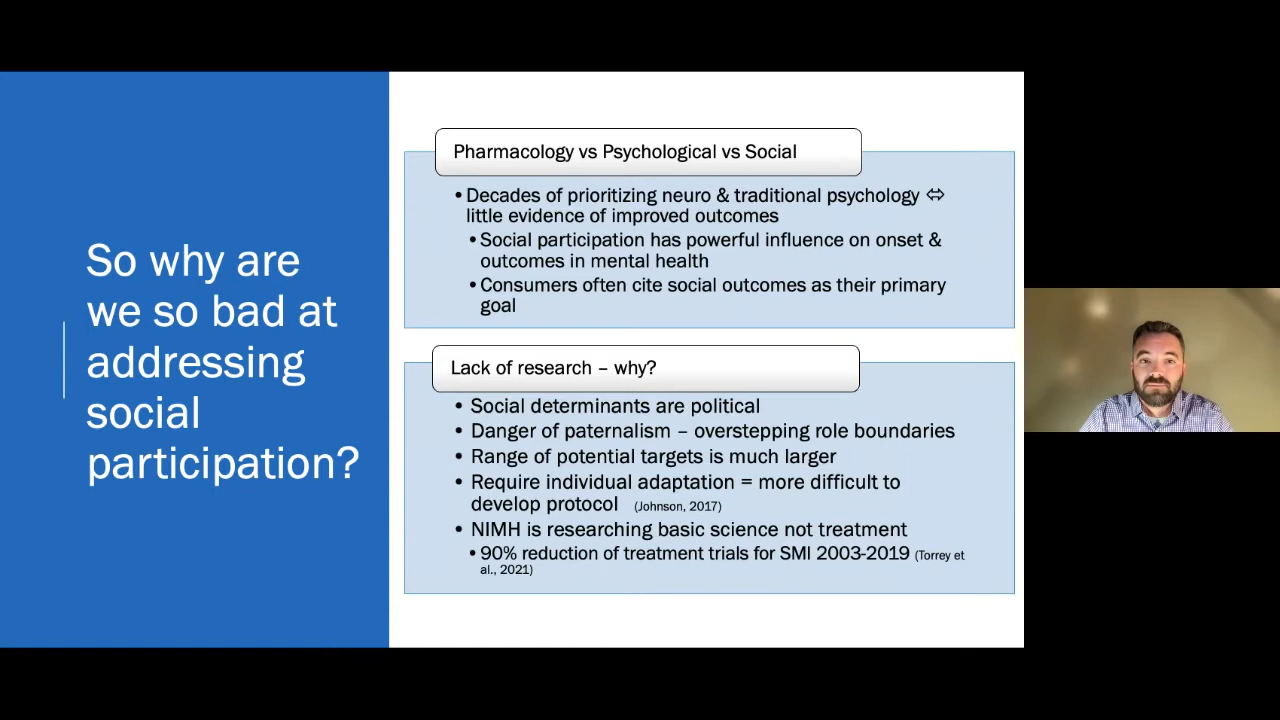 So why are
we so bad at
addressing
social
participation?
Pharmacology vs Psychological vs Social
•Decades of prioritizing neuro & traditional psychology ⇔
little evidence of improved outcomes
•Social participation has powerful influence on onset &
outcomes in mental health
•Consumers often cite social outcomes as their primary
goal
Lack of research – why?
• Social determinants are political
• Danger of paternalism – overstepping role boundaries
• Range of potential targets is much larger
• Require individual adaptation = more difficult to
develop protocol (Johnson, 2017)
• NIMH is researching basic science not treatment
•90% reduction of treatment trials for SMI 2003-2019 (Torrey et
al., 2021)